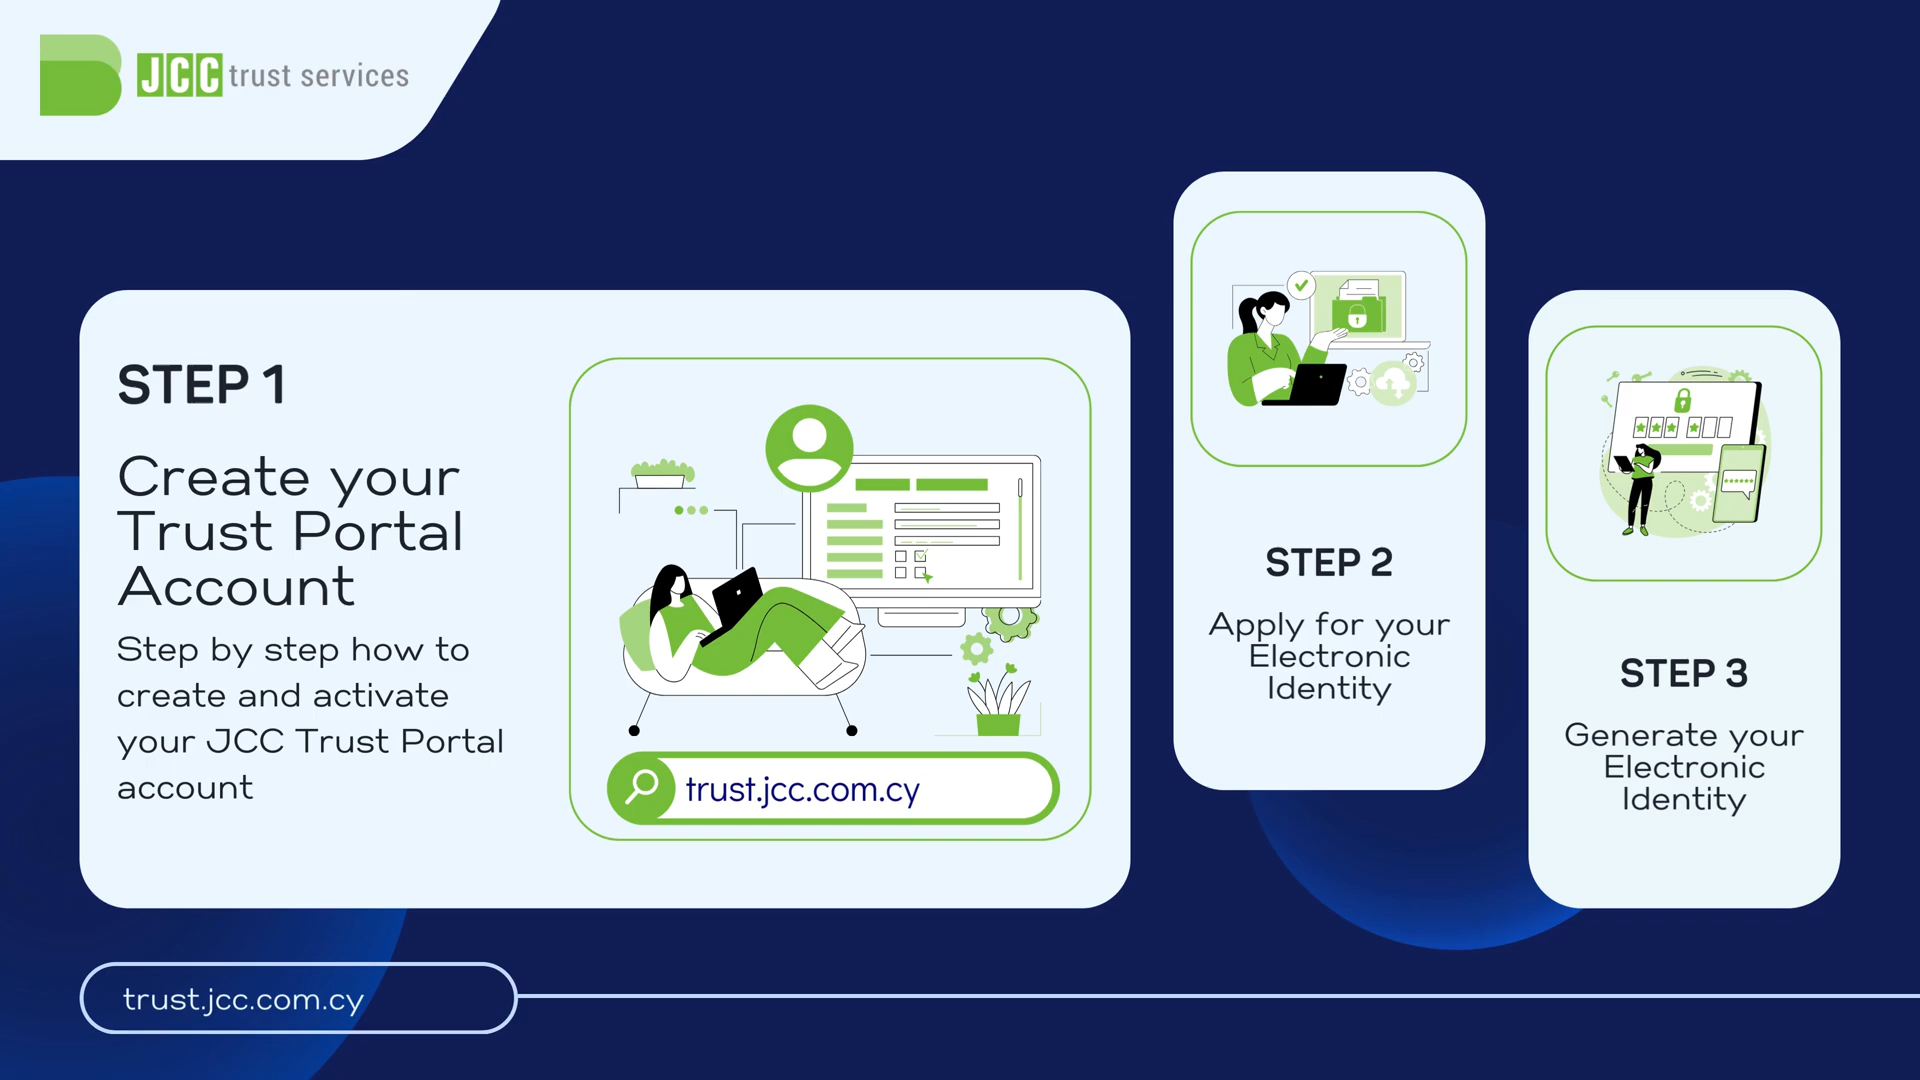 JCC trust services
STEP 1
Create your
Trust Portal
Account
Step by step how to
create and activate
your JCC Trust Portal
account
trust.jcc.com.cy
STEP 2
Apply for your
Electronic
Identity
STEP 3
Generate your
Electronic
Identity
trust.jcc.com.cy